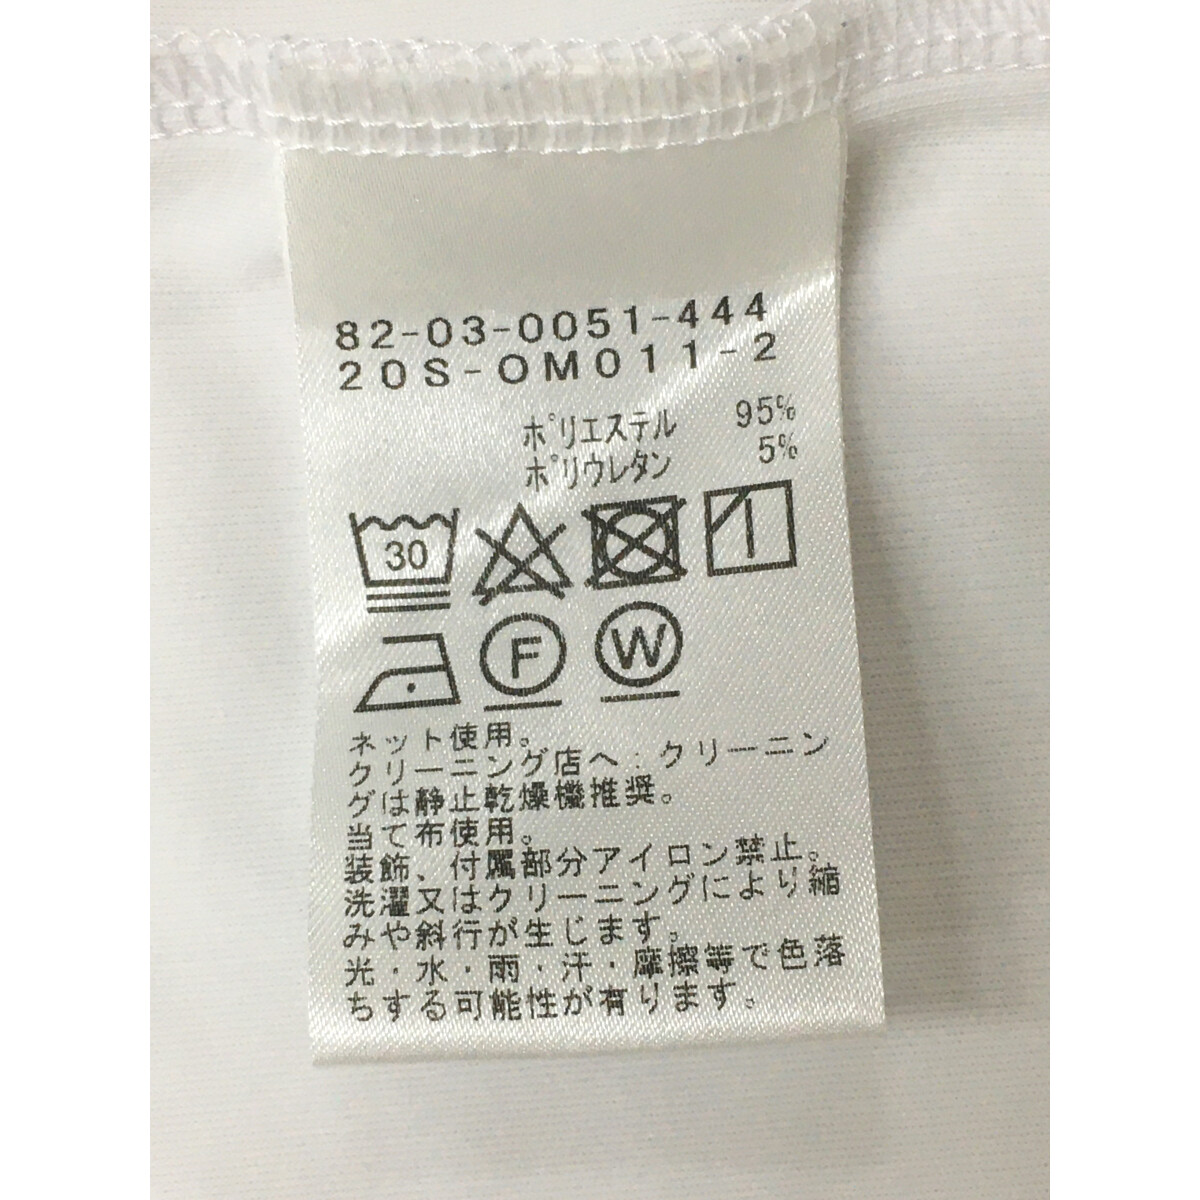 82-03-0051-444
20S-OM011-2
ポリエステル 95%
ポリウレタン 5%
30
F W
ネット使用。
クリーニング店へ:クリーニン
グは静止乾燥機推奨。
当て布使用。
装飾、付属部分アイロン禁止。
洗濯又はクリーニングにより縮
みや斜行が生じます。
光・水・雨・汗・摩擦等で色落
ちする可能性が有ります。